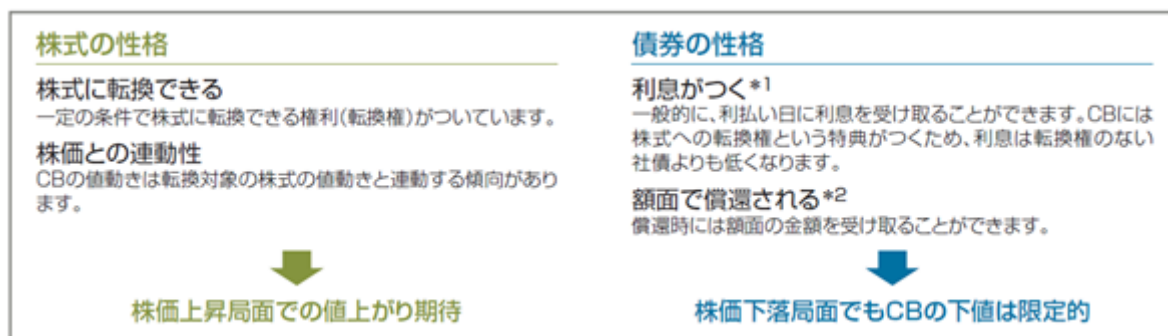 株式の性格
株式に転換できる
一定の条件で株式に転換できる権利(転換権)がついています。
株価との連動性
CBの値動きは転換対象の株式の値動きと連動する傾向があり
ます。
株価上昇局面での値上がり期待
債券の性格
利息がつく*1
一般的に、利払い日に利息を受け取ることができます。CBには
株式への転換権という特典がつくため、利息は転換権のない
社債よりも低くなります。
額面で償還される*2
償還時には額面の金額を受け取ることができます。
株価下落局面でもCBの下値は限定的